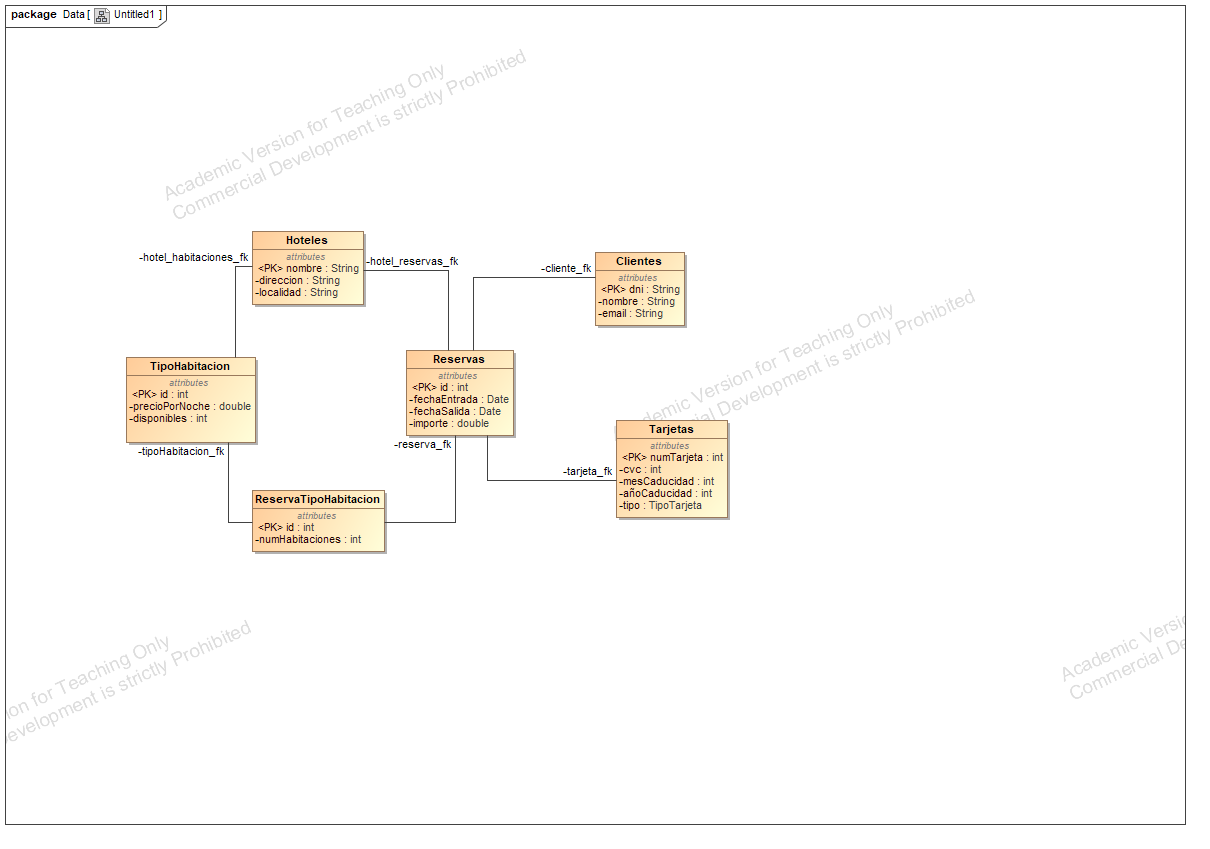 package Data [ Untitled1 ]
Academic Version for Teaching Only
Commercial Development is strictly Prohibited
Hoteles
attributes
<PK> nombre : String
-direccion : String
-localidad : String
-hotel_habitaciones_fk
-hotel_reservas_fk
-cliente_fk
Clientes
attributes
<PK> dni : String
-nombre : String
-email : String
TipoHabitacion
attributes
<PK> id : int
-precioPorNoche : double
-disponibles : int
-tipoHabitacion_fk
Reservas
attributes
<PK> id : int
-fechaEntrada : Date
-fechaSalida : Date
-importe : double
-reserva_fk
-tarjeta_fk
demic Version for Teaching Only
ial Development is strictly Prohibited
Tarjetas
attributes
<PK> numTarjeta : int
-cvc : int
-mesCaducidad : int
-añoCaducidad : int
-tipo : TipoTarjeta
ReservaTipoHabitacion
attributes
<PK> id : int
-numHabitaciones : int
ion for Teaching Only
evelopment is strictly Prohibited
Academic Versio
Commercial De